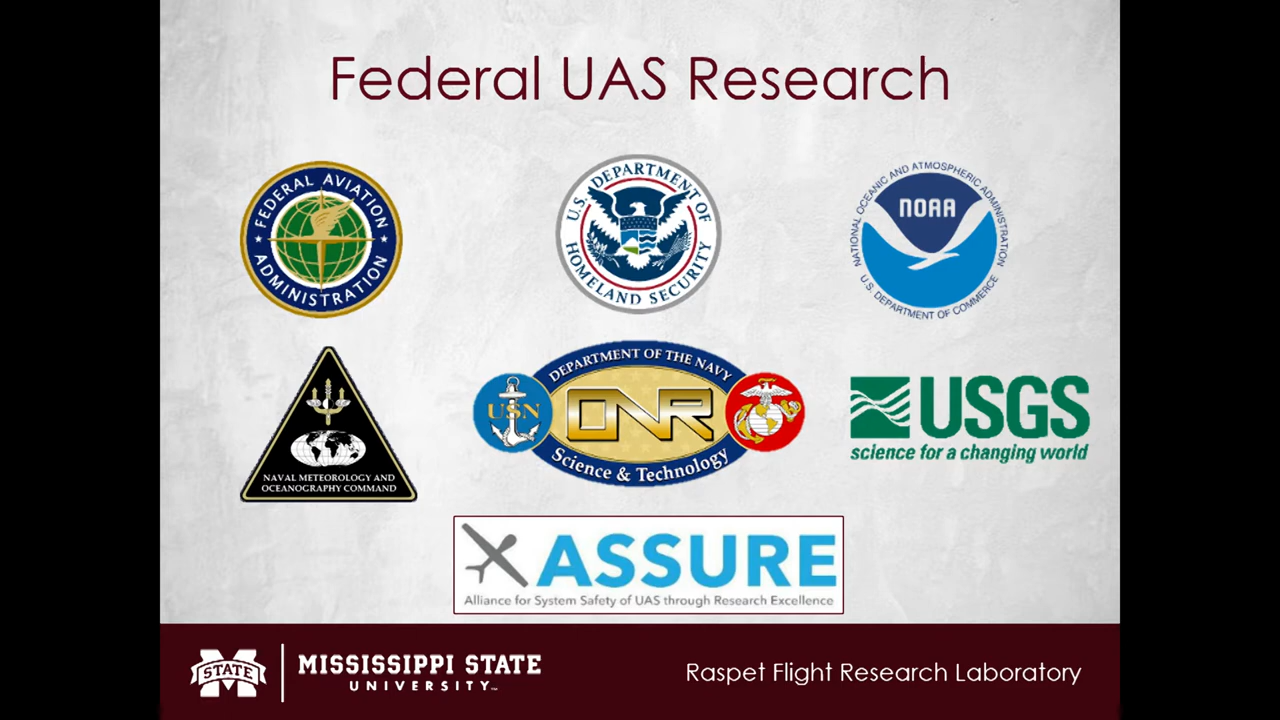 Federal UAS Research
FEDERAL AVIATION
ADMINISTRATION
U.S. DEPARTMENT OF
HOMELAND SECURITY
NATIONAL OCEANIC AND ATMOSPHERIC ADMINISTRATION
NOAA
U.S. DEPARTMENT OF COMMERCE
NAVAL METEOROLOGY AND
OCEANOGRAPHY COMMAND
DEPARTMENT OF THE NAVY
USN
ONR
Science & Technology
USGS
science for a changing world
ASSURE
Alliance for System Safety of UAS through Research Excellence
M
STATE
MISSISSIPPI STATE
UNIVERSITY™
Raspet Flight Research Laboratory